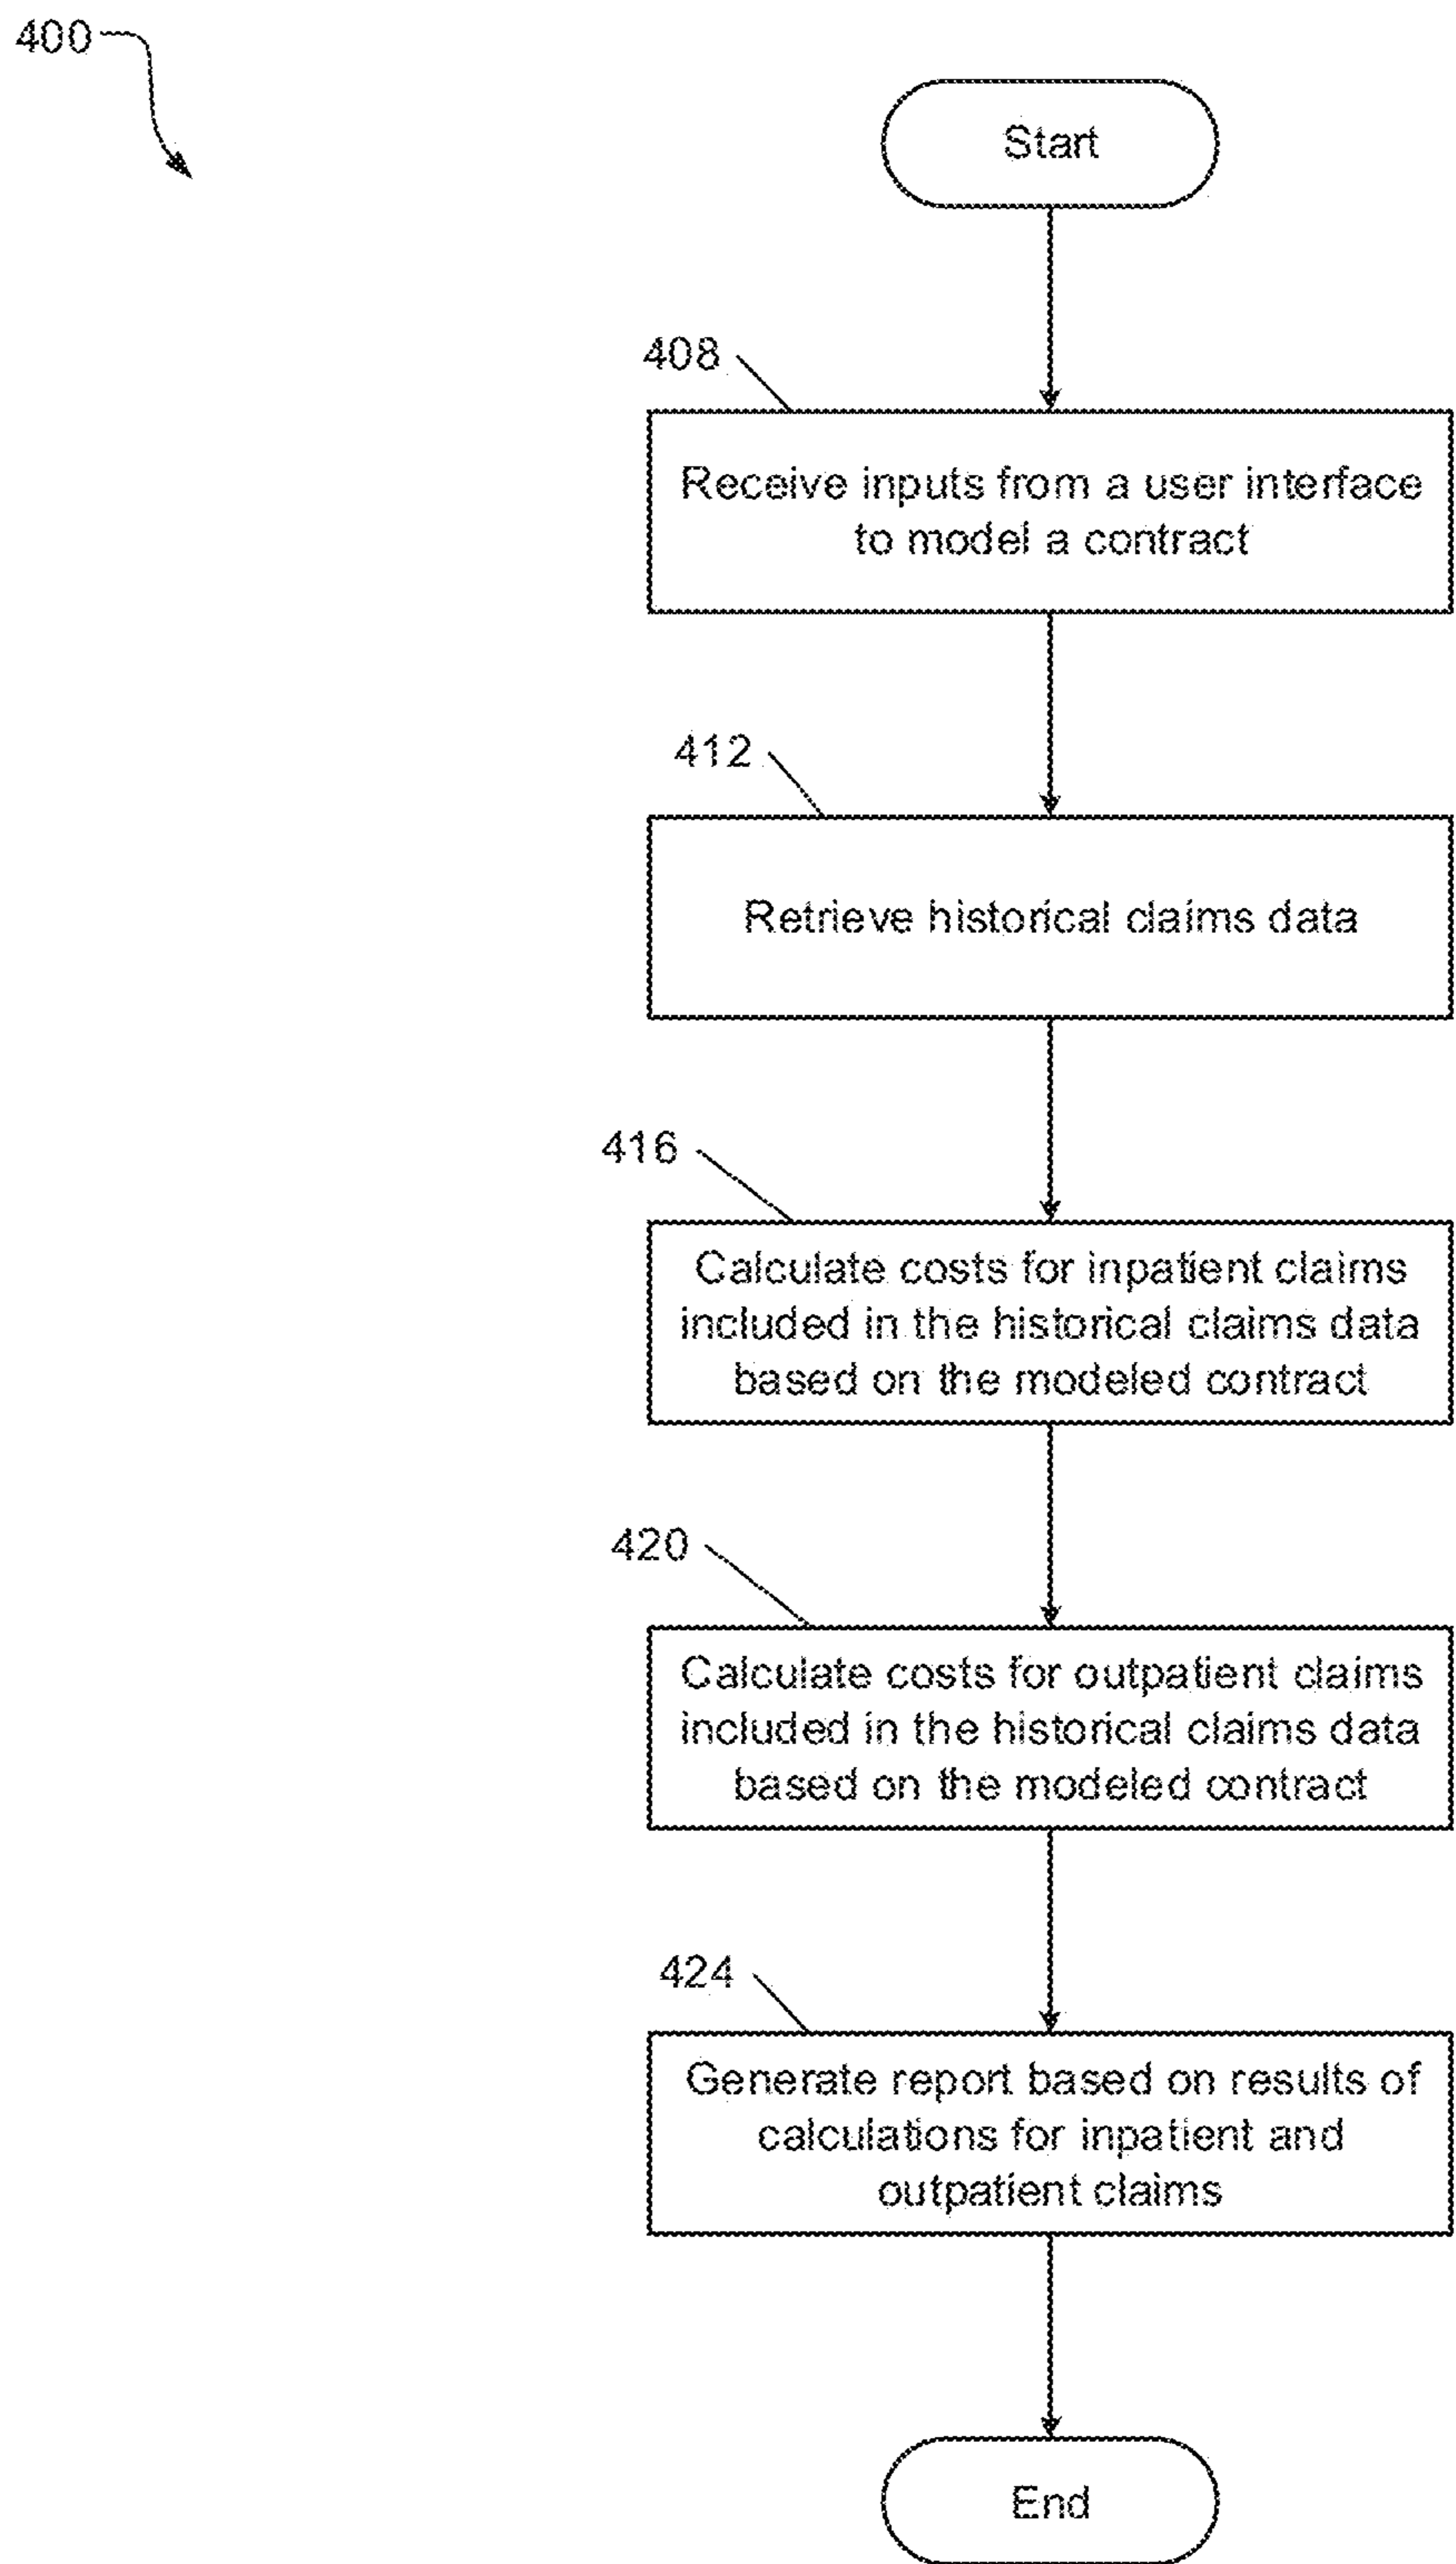 400
Start
408
Receive inputs from a user interface
to model a contract
412
Retrieve historical claims data
416
Calculate costs for inpatient claims
included in the historical claims data
based on the modeled contract
420
Calculate costs for outpatient claims
included in the historical claims data
based on the modeled contract
424
Generate report based on results of
calculations for inpatient and
outpatient claims
End